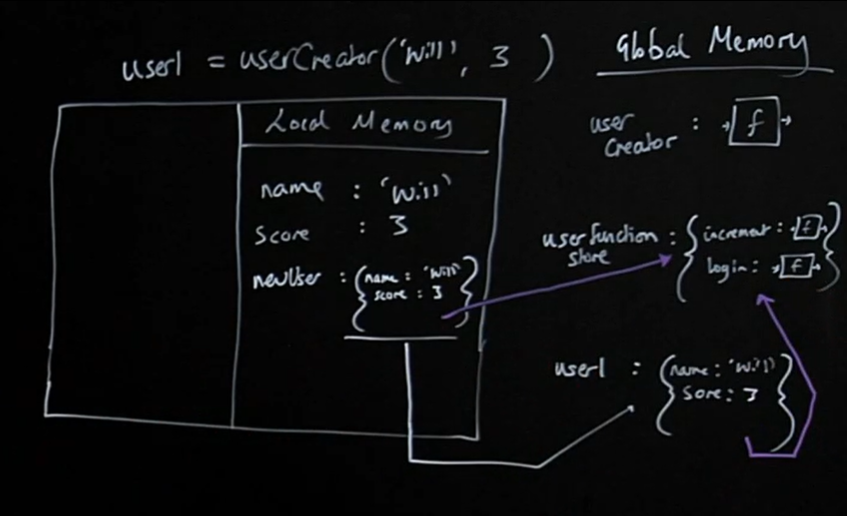 user1 = userCreator('Will', 3 )
Global Memory
Local Memory
user Creator : f
name : 'Will'
score : 3
newUser : { name : 'Will'
score : 3 }
userfunction store : { increment : f
login : f }
user1 : { name : 'Will'
Sore : 3 }